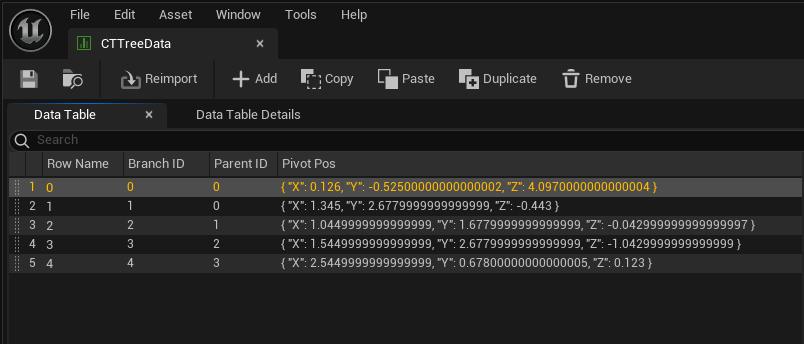 File Edit Asset Window Tools Help
CTTreeData ×
Reimport Add Copy Paste Duplicate Remove
Data Table × Data Table Details
Search
Row Name Branch ID Parent ID Pivot Pos
1 0 0 0 { "X": 0.126, "Y": -0.52500000000000002, "Z": 4.0970000000000004 }
2 1 1 0 { "X": 1.345, "Y": 2.6779999999999999, "Z": -0.443 }
3 2 2 1 { "X": 1.0449999999999999, "Y": 1.6779999999999999, "Z": -0.042999999999999997 }
4 3 3 2 { "X": 1.5449999999999999, "Y": 2.6779999999999999, "Z": -1.0429999999999999 }
5 4 4 3 { "X": 2.5449999999999999, "Y": 0.67800000000000005, "Z": 0.123 }